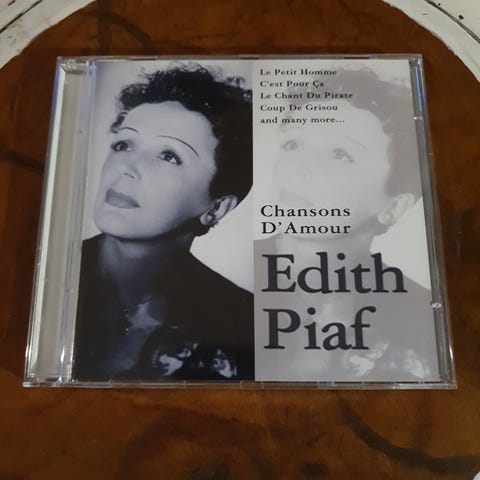 Le Petit Homme
C'est Pour Ça
Le Chant Du Pirate
Coup De Grisou
and many more...
Chansons
D'Amour
Edith
Piaf